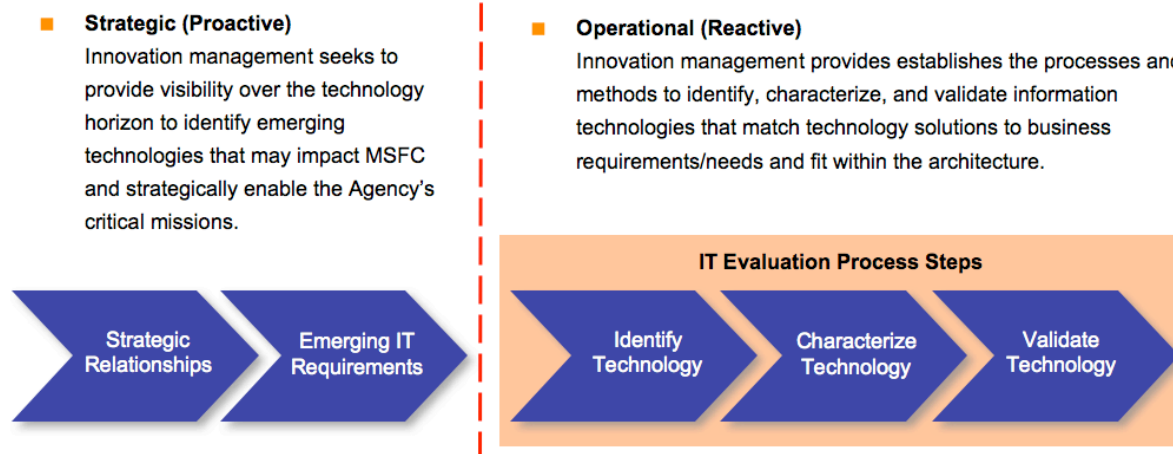 Strategic (Proactive)
Innovation management seeks to
provide visibility over the technology
horizon to identify emerging
technologies that may impact MSFC
and strategically enable the Agency's
critical missions.
Operational (Reactive)
Innovation management provides establishes the processes and
methods to identify, characterize, and validate information
technologies that match technology solutions to business
requirements/needs and fit within the architecture.
Strategic
Relationships
Emerging IT
Requirements
IT Evaluation Process Steps
Identify
Technology
Characterize
Technology
Validate
Technology